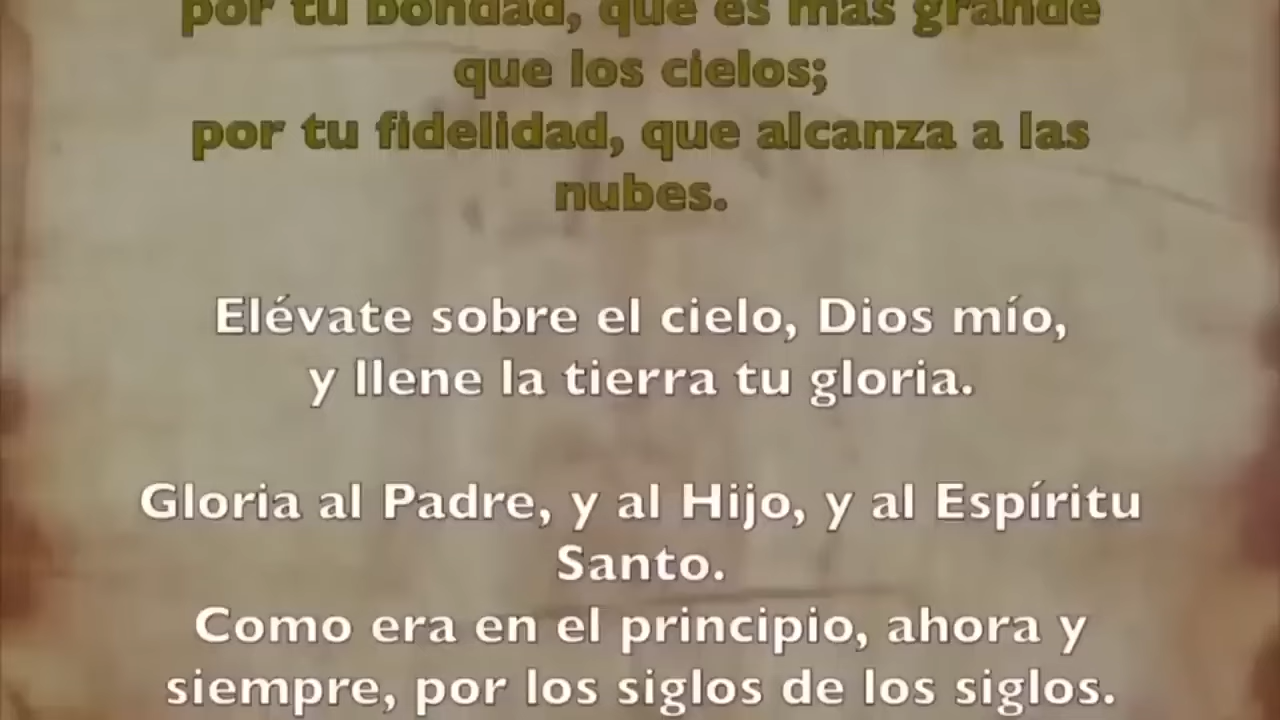 por tu bondad, que es más grande
que los cielos;
por tu fidelidad, que alcanza a las
nubes.
Elévate sobre el cielo, Dios mío,
y llene la tierra tu gloria.
Gloria al Padre, y al Hijo, y al Espíritu
Santo.
Como era en el principio, ahora y
siempre, por los siglos de los siglos.